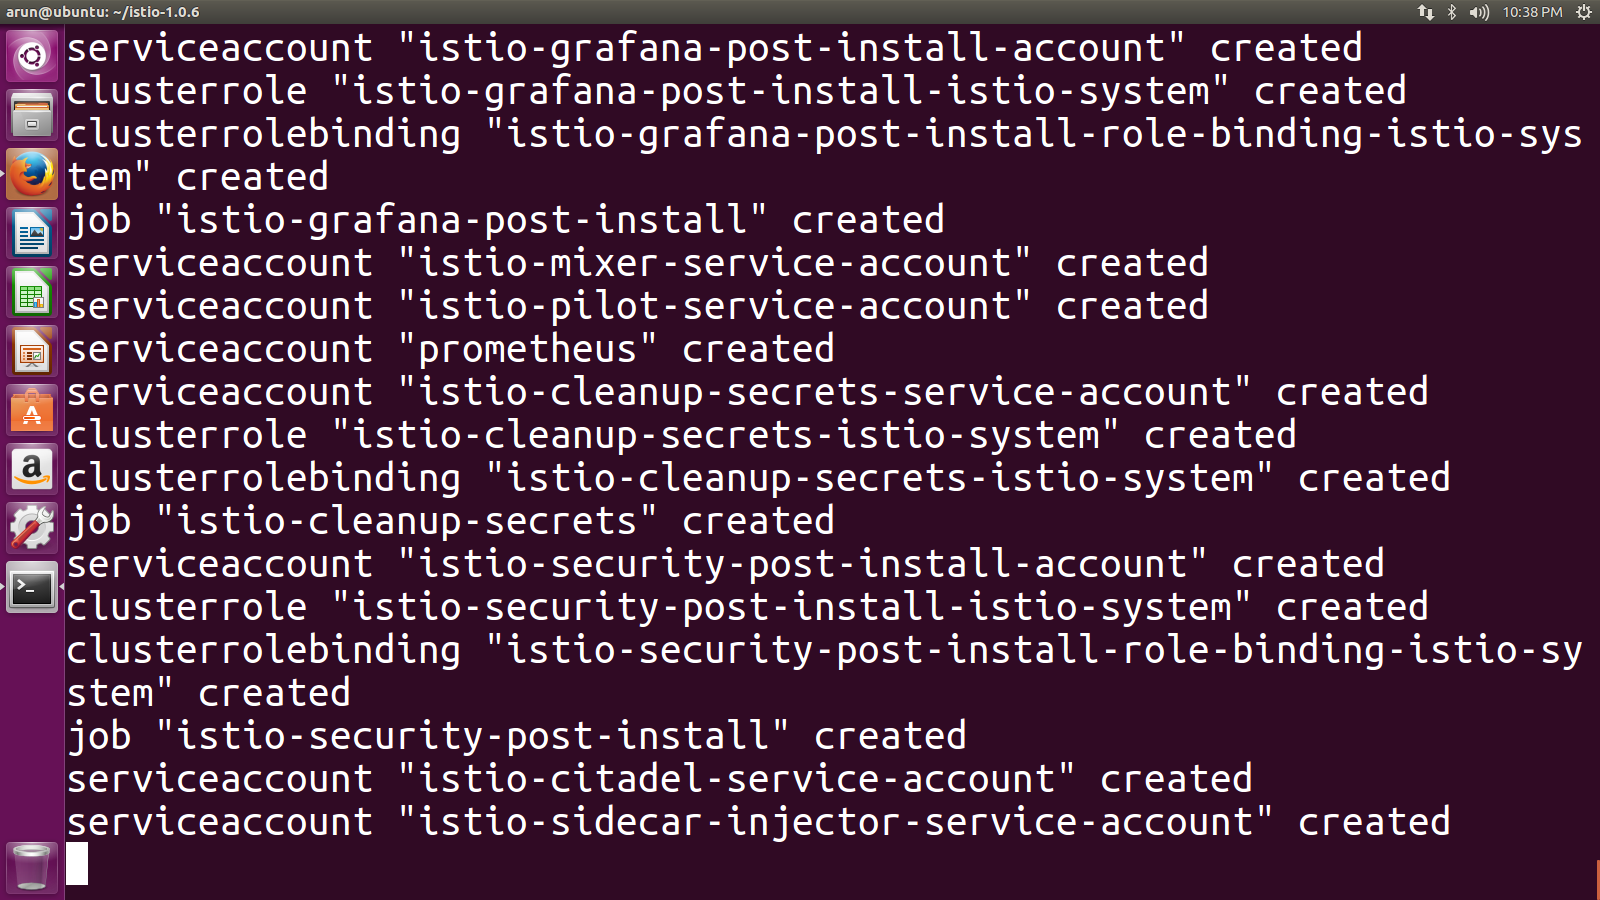 arun@ubuntu: ~/istio-1.0.6
10:38 PM
serviceaccount "istio-grafana-post-install-account" created
clusterrole "istio-grafana-post-install-istio-system" created
clusterrolebinding "istio-grafana-post-install-role-binding-istio-sys
tem" created
job "istio-grafana-post-install" created
serviceaccount "istio-mixer-service-account" created
serviceaccount "istio-pilot-service-account" created
serviceaccount "prometheus" created
serviceaccount "istio-cleanup-secrets-service-account" created
clusterrole "istio-cleanup-secrets-istio-system" created
clusterrolebinding "istio-cleanup-secrets-istio-system" created
job "istio-cleanup-secrets" created
serviceaccount "istio-security-post-install-account" created
clusterrole "istio-security-post-install-istio-system" created
clusterrolebinding "istio-security-post-install-role-binding-istio-sy
stem" created
job "istio-security-post-install" created
serviceaccount "istio-citadel-service-account" created
serviceaccount "istio-sidecar-injector-service-account" created